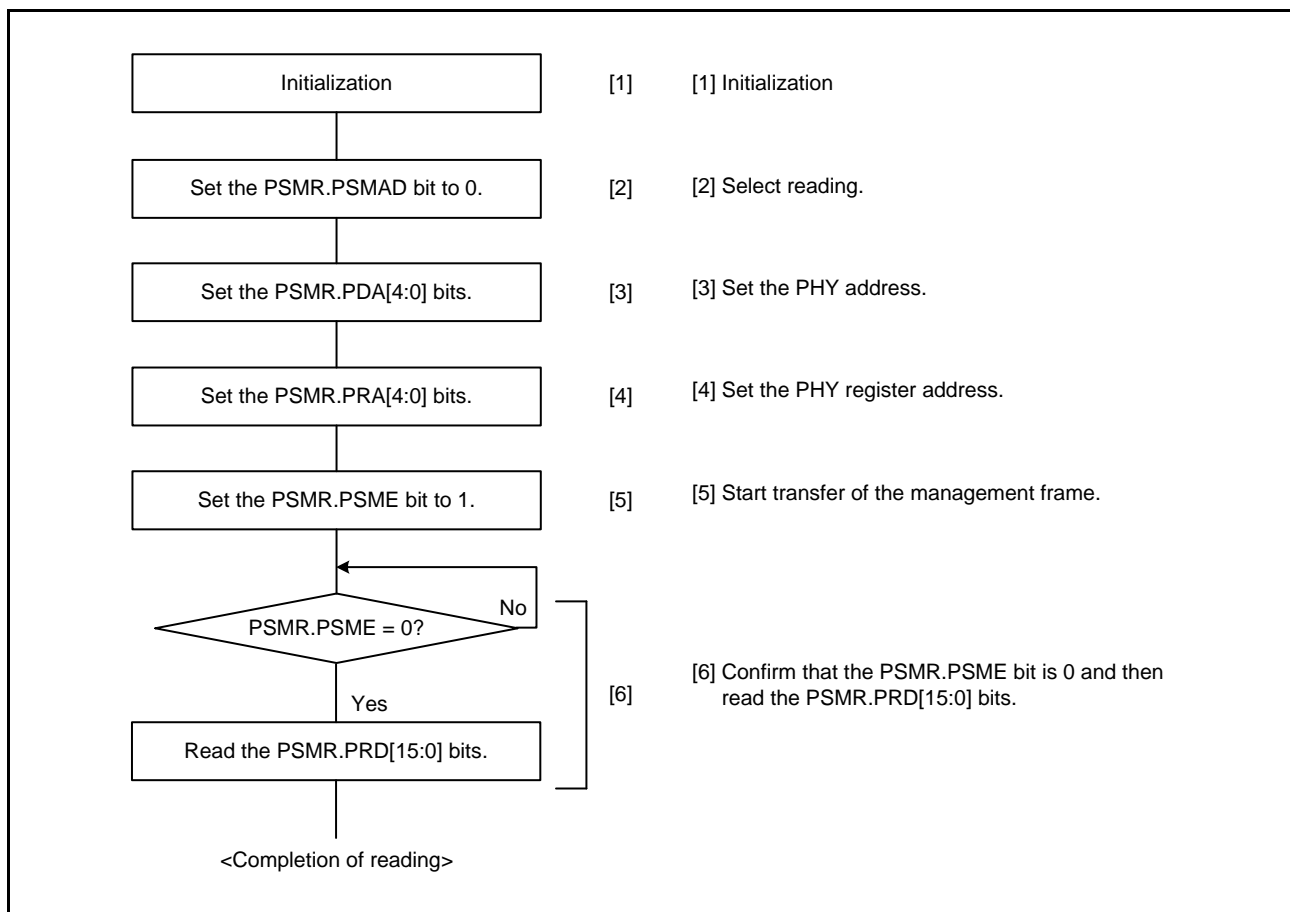 Initialization
[1]
[1] Initialization
Set the PSMR.PSMAD bit to 0.
[2]
[2] Select reading.
Set the PSMR.PDA[4:0] bits.
[3]
[3] Set the PHY address.
Set the PSMR.PRA[4:0] bits.
[4]
[4] Set the PHY register address.
Set the PSMR.PSME bit to 1.
[5]
[5] Start transfer of the management frame.
No
PSMR.PSME = 0?
Yes
[6]
[6] Confirm that the PSMR.PSME bit is 0 and then
read the PSMR.PRD[15:0] bits.
Read the PSMR.PRD[15:0] bits.
<Completion of reading>